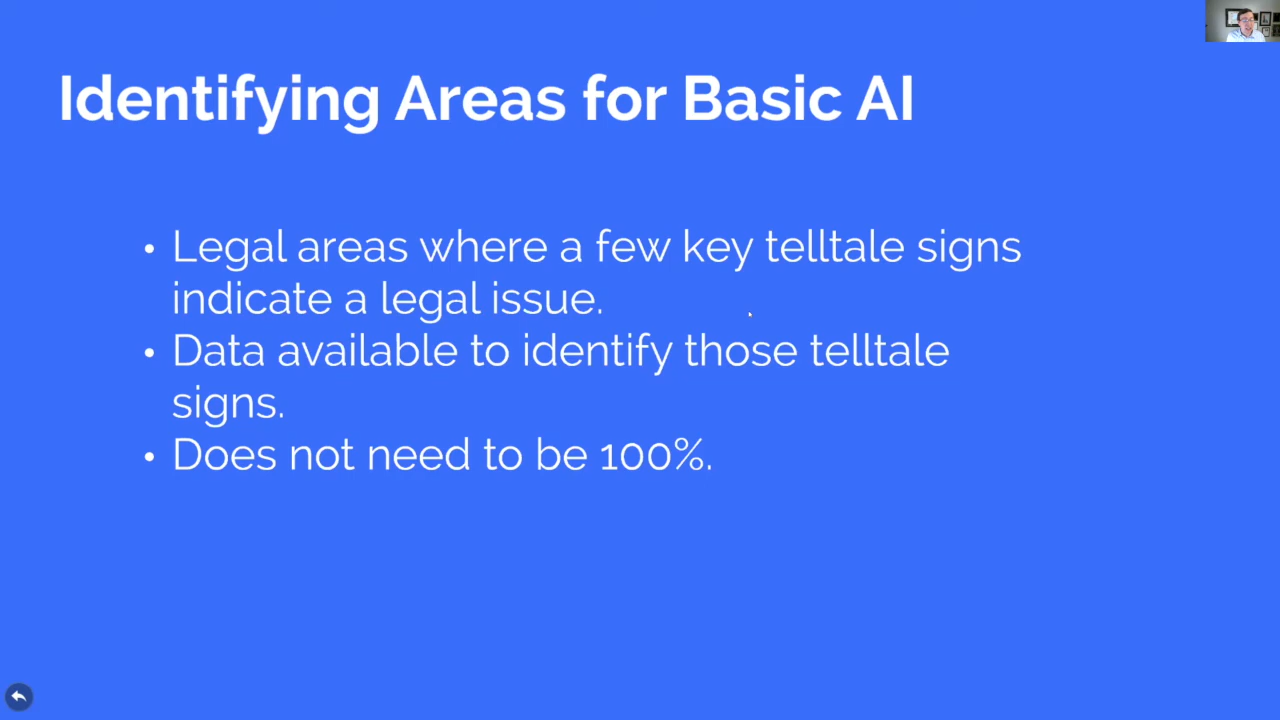 Identifying Areas for Basic AI
• Legal areas where a few key telltale signs
indicate a legal issue.
• Data available to identify those telltale
signs.
• Does not need to be 100%.